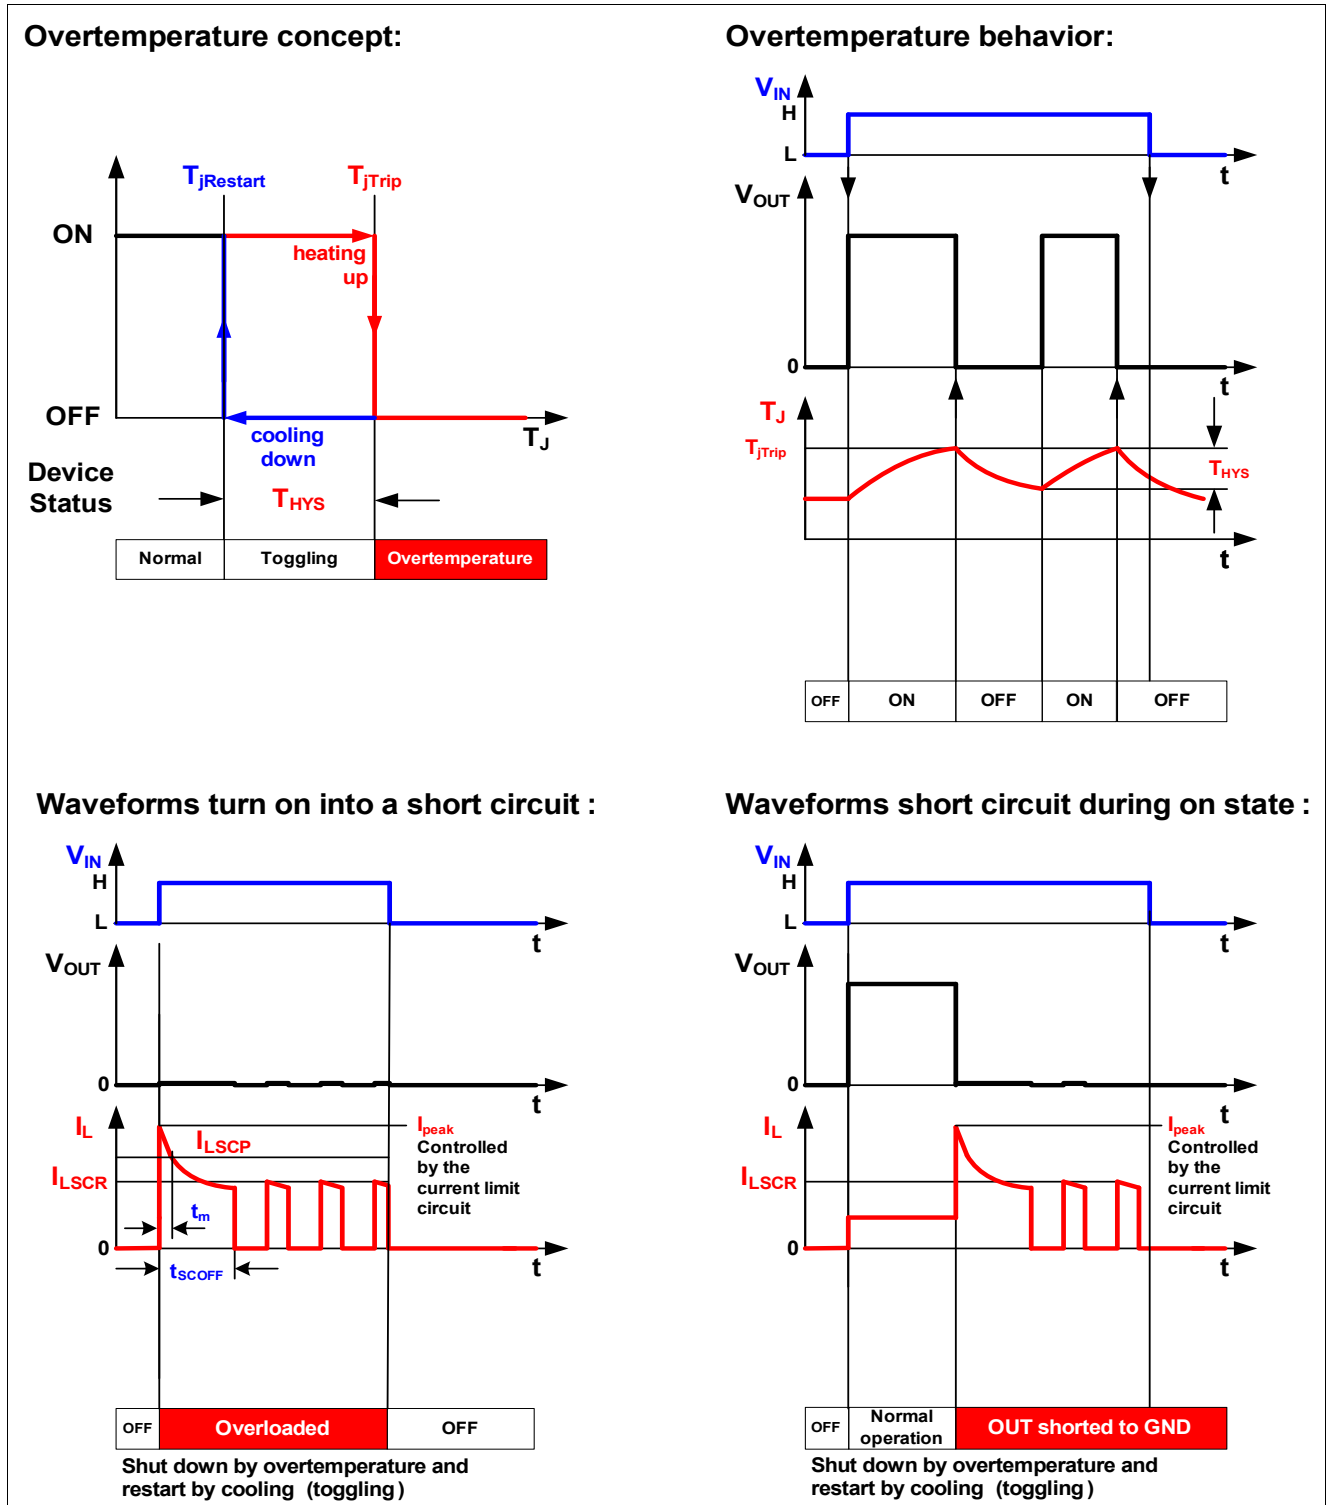 Overtemperature concept:
TjRestart
TjTrip
ON
heating
up
OFF
cooling
down
TJ
Device
Status
THYS
Normal
Toggling
Overtemperature
Overtemperature behavior:
VIN
H
L
t
VOUT
0
t
TJ
TjTrip
THYS
t
OFF
ON
OFF
ON
OFF
Waveforms turn on into a short circuit :
VIN
H
L
t
VOUT
0
t
IL
Ipeak
ILSCP
Controlled
by the
current limit
circuit
ILSCR
tm
0
t
tSCOFF
OFF
Overloaded
OFF
Shut down by overtemperature and
restart by cooling (toggling)
Waveforms short circuit during on state :
VIN
H
L
t
VOUT
0
t
IL
Ipeak
Controlled
by the
current limit
circuit
ILSCR
0
t
OFF
Normal
operation
OUT shorted to GND
Shut down by overtemperature and
restart by cooling (toggling)